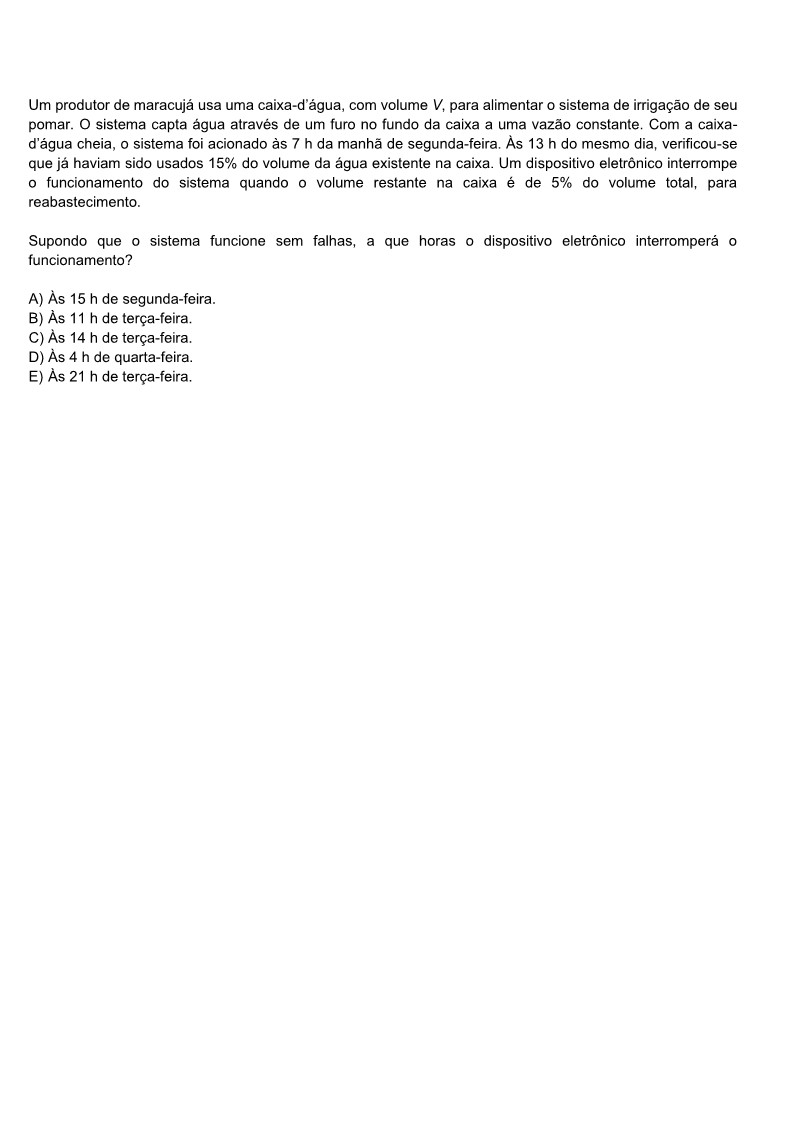 Um produtor de maracujá usa uma caixa-d’água, com volume V, para alimentar o sistema de irrigação de seu
pomar. O sistema capta água através de um furo no fundo da caixa a uma vazão constante. Com a caixa-
d’água cheia, o sistema foi acionado às 7 h da manhã de segunda-feira. Às 13 h do mesmo dia, verificou-se
que já haviam sido usados 15% do volume da água existente na caixa. Um dispositivo eletrônico interrompe
o funcionamento do sistema quando o volume restante na caixa é de 5% do volume total, para
reabastecimento.
Supondo que o sistema funcione sem falhas, a que horas o dispositivo eletrônico interromperá o
funcionamento?
A) Às 15 h de segunda-feira.
B) Às 11 h de terça-feira.
C) Às 14 h de terça-feira.
D) Às 4 h de quarta-feira.
E) Às 21 h de terça-feira.